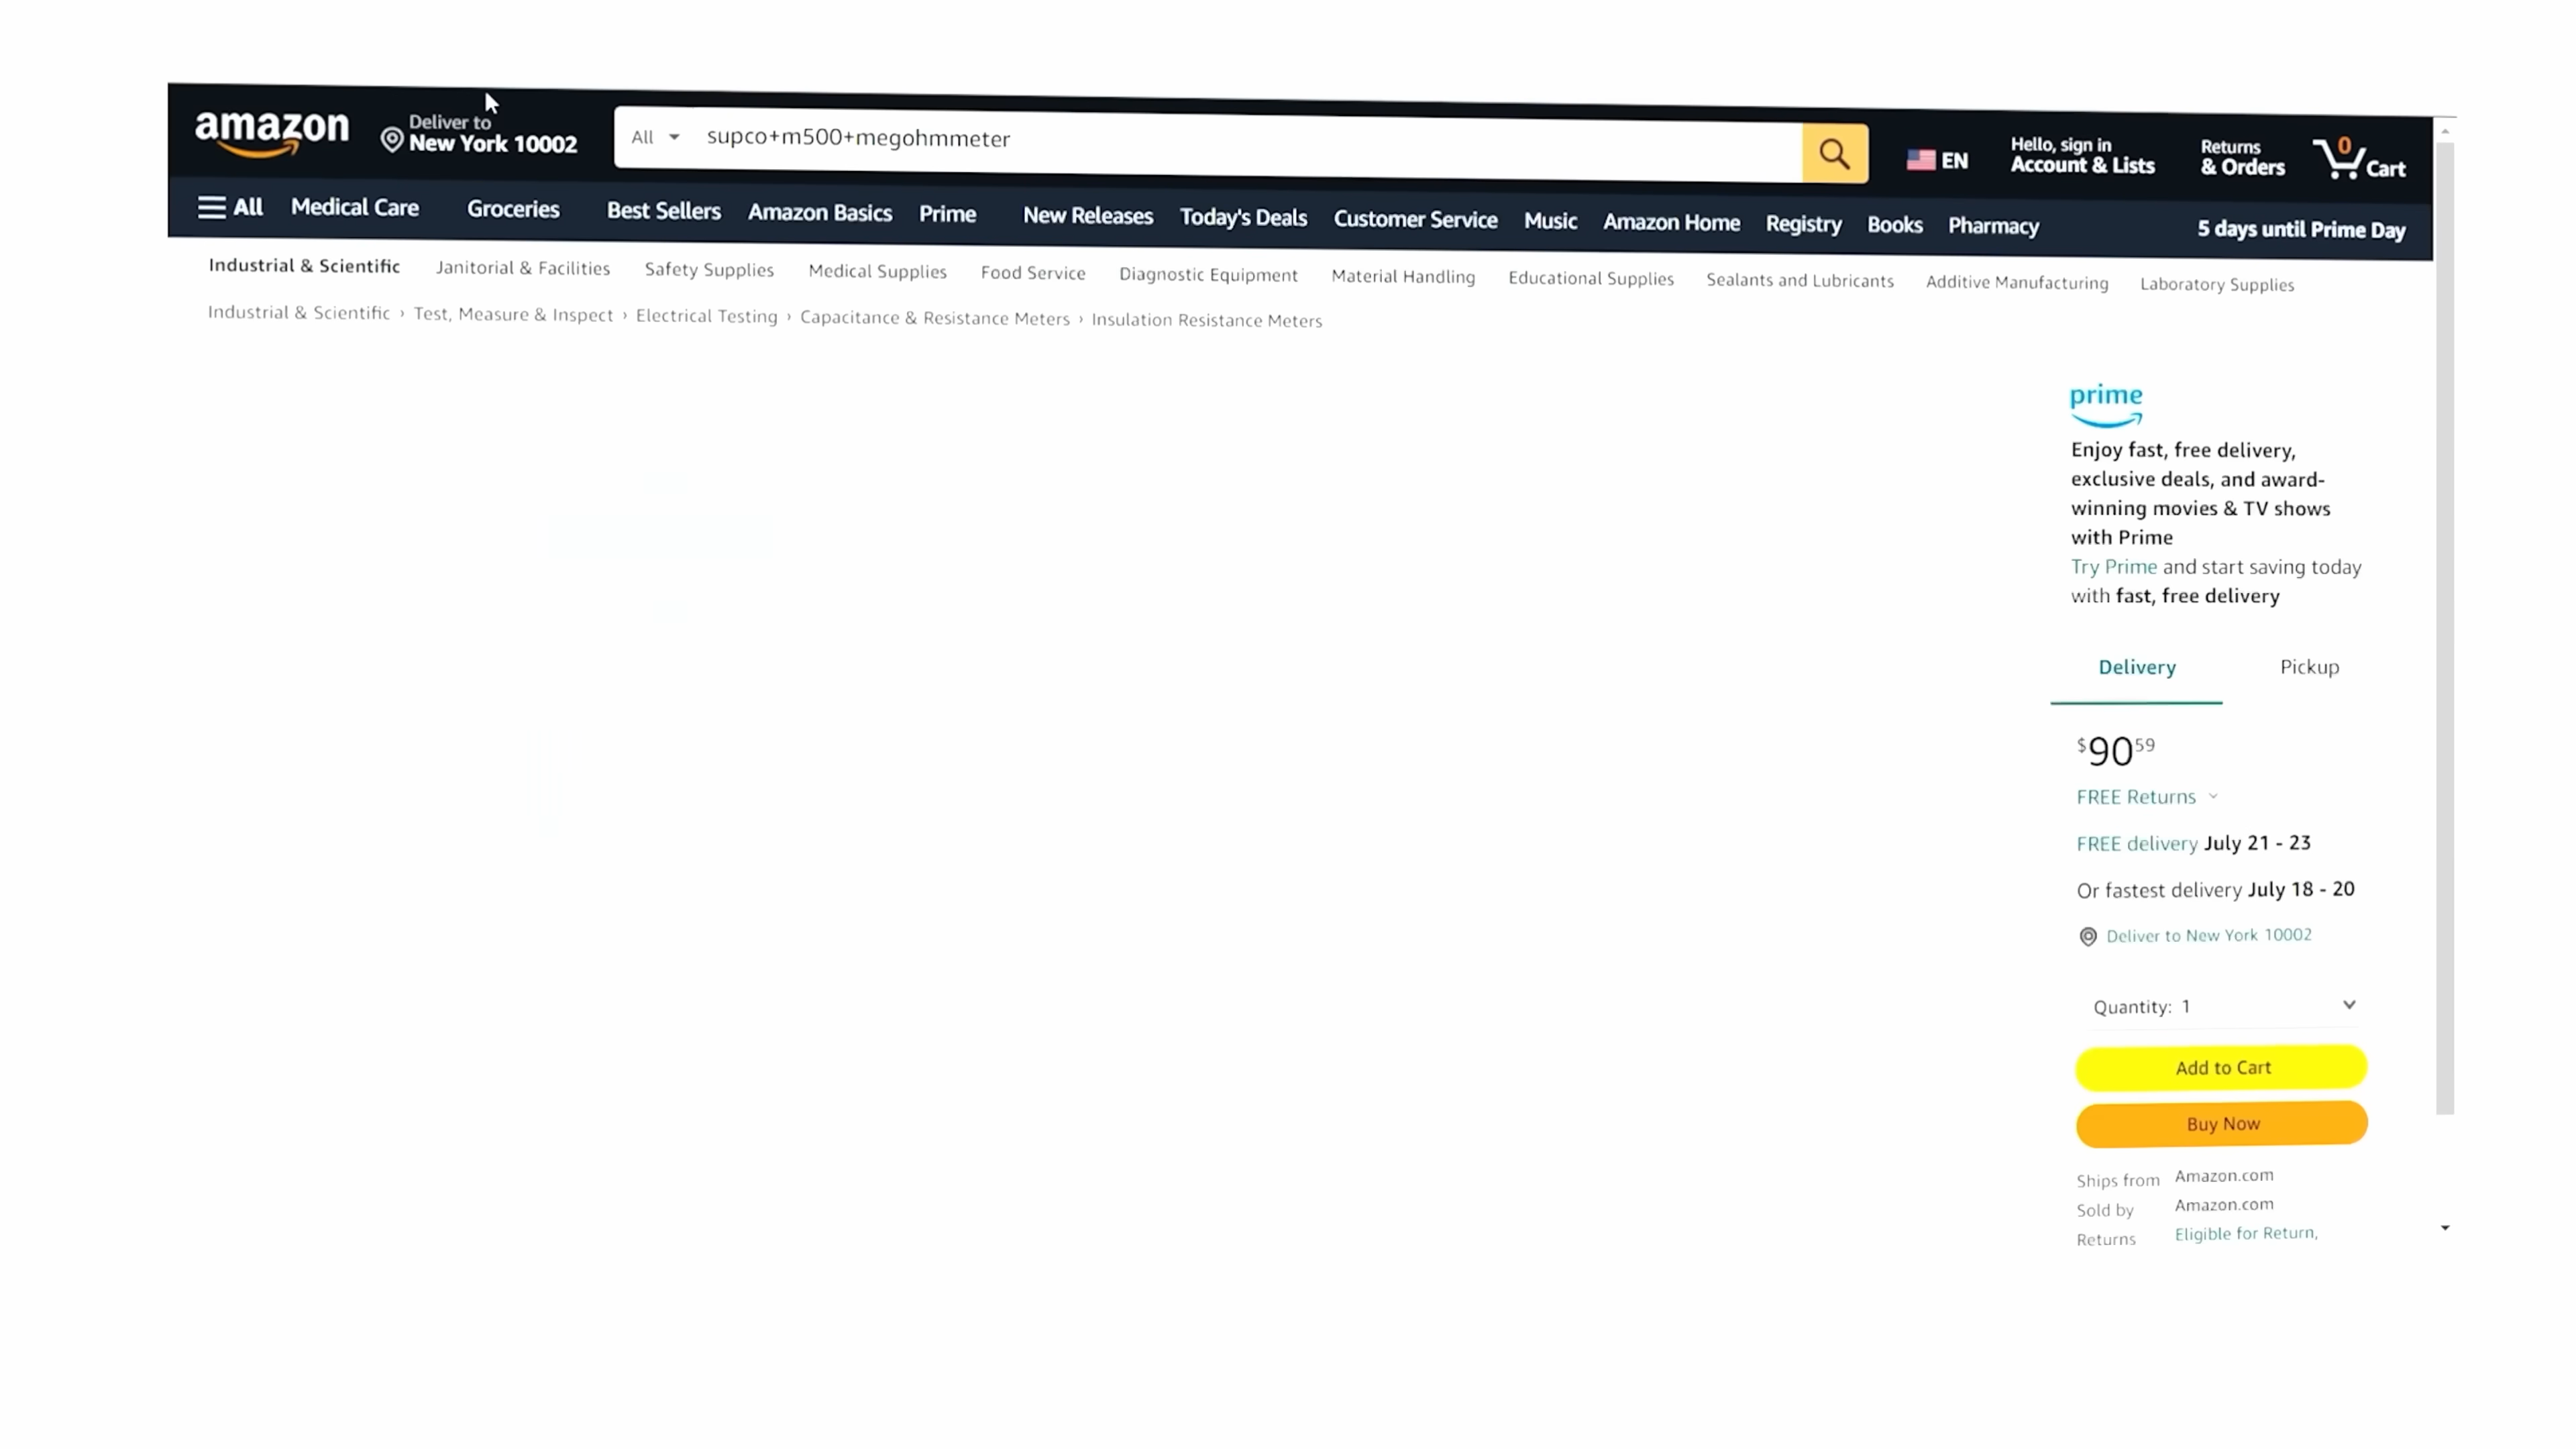 amazon
Deliver to
New York 10002
All
supco+m500+megohmmeter
EN
Hello, sign in
Account & Lists
Returns
& Orders
0
Cart
All Medical Care Groceries Best Sellers Amazon Basics Prime New Releases Today's Deals Customer Service Music Amazon Home Registry Books Pharmacy 5 days until Prime Day
Industrial & Scientific Janitorial & Facilities Safety Supplies Medical Supplies Food Service Diagnostic Equipment Material Handling Educational Supplies Sealants and Lubricants Additive Manufacturing Laboratory Supplies
Industrial & Scientific › Test, Measure & Inspect › Electrical Testing › Capacitance & Resistance Meters › Insulation Resistance Meters
prime
Enjoy fast, free delivery,
exclusive deals, and award-
winning movies & TV shows
with Prime
Try Prime and start saving today
with fast, free delivery
Delivery Pickup
$90 59
FREE Returns
FREE delivery July 21 - 23
Or fastest delivery July 18 - 20
Deliver to New York 10002
Quantity: 1
Add to Cart
Buy Now
Ships from Amazon.com
Sold by Amazon.com
Returns Eligible for Return,